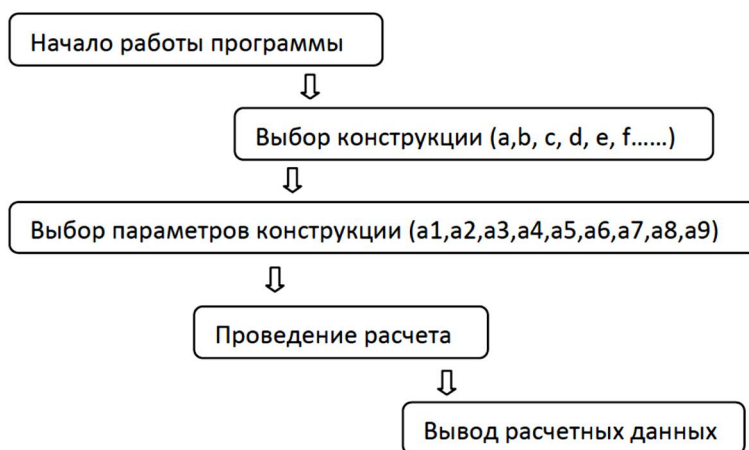 Начало работы программы
Выбор конструкции (a,b, c, d, e, f......)
Выбор параметров конструкции (a1,a2,a3,a4,a5,a6,a7,a8,a9)
Проведение расчета
Вывод расчетных данных